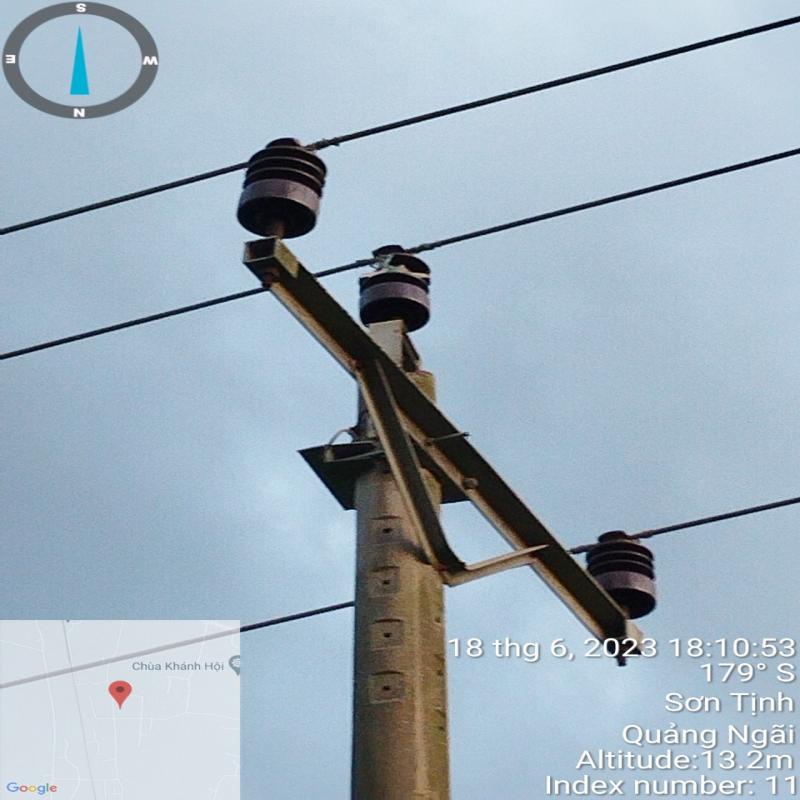 S
E
W
N
Chùa Khánh Hội
Google
18 thg 6, 2023 18:10:53
179° S
Sơn Tịnh
Quảng Ngãi
Altitude:13.2m
Index number: 11